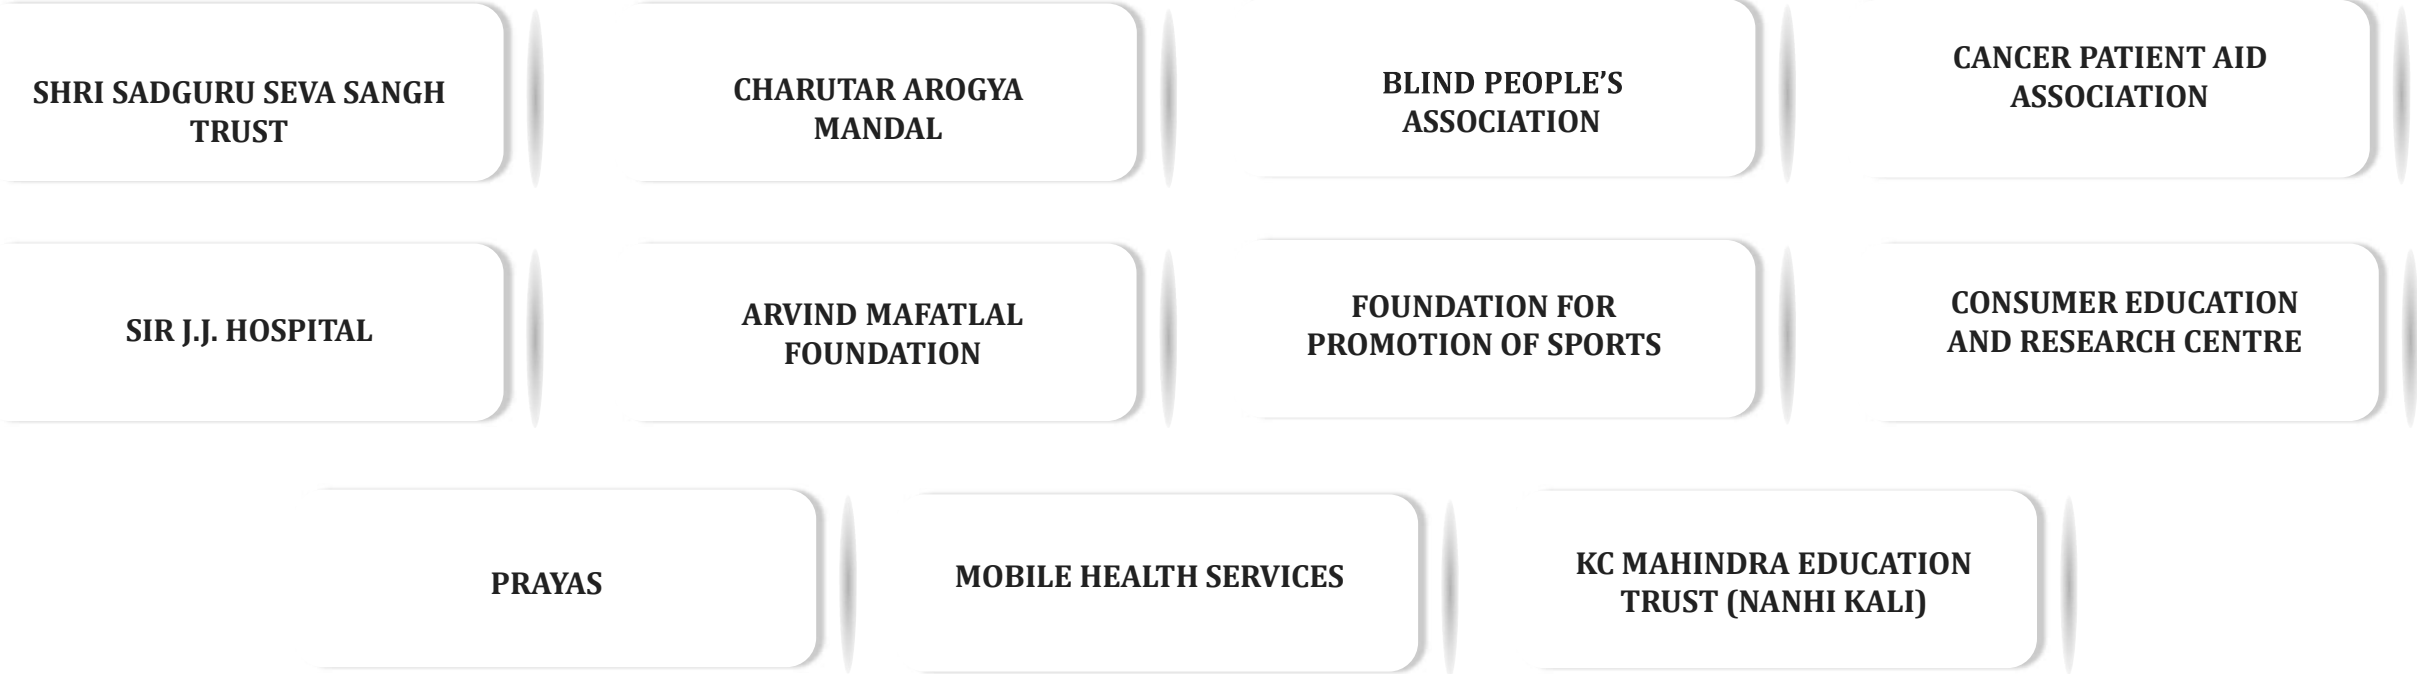 SHRI SADGURU SEVA SANGH
TRUST
CHARUTAR AROGYA
MANDAL
BLIND PEOPLE’S
ASSOCIATION
CANCER PATIENT AID
ASSOCIATION
SIR J.J. HOSPITAL
ARVIND MAFATLAL
FOUNDATION
FOUNDATION FOR
PROMOTION OF SPORTS
CONSUMER EDUCATION
AND RESEARCH CENTRE
PRAYAS
MOBILE HEALTH SERVICES
KC MAHINDRA EDUCATION
TRUST (NANHI KALI)